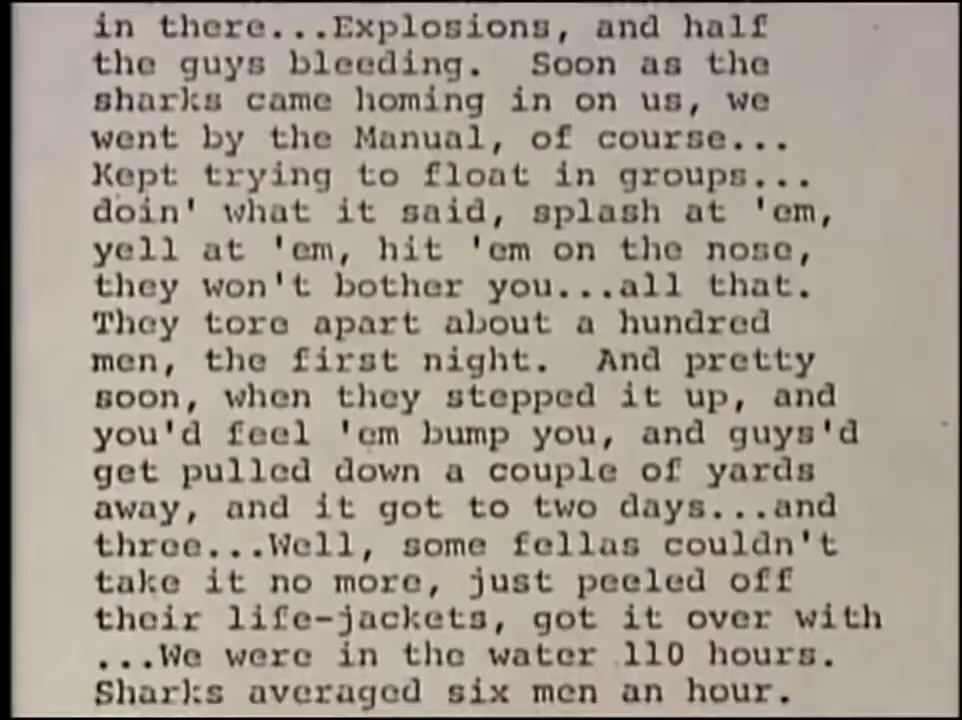 in there...Explosions, and half
the guys bleeding.  Soon as the
sharks came homing in on us, we
went by the Manual, of course...
Kept trying to float in groups...
doin' what it said, splash at 'em,
yell at 'em, hit 'em on the nose,
they won't bother you...all that.
They tore apart about a hundred
men, the first night.  And pretty
soon, when they stepped it up, and
you'd feel 'em bump you, and guys'd
get pulled down a couple of yards
away, and it got to two days...and
three...Well, some fellas couldn't
take it no more, just peeled off
their life-jackets, got it over with
...We were in the water 110 hours.
Sharks averaged six men an hour.